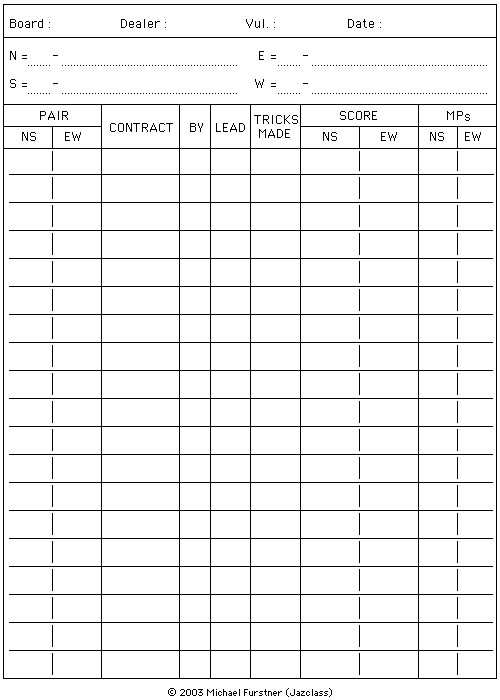 Board : Dealer : Vul. : Date :
N = - E = -
S = - W = -
PAIR CONTRACT BY LEAD TRICKS MADE SCORE MPs
NS EW NS EW NS EW
© 2003 Michael Furstner (Jazclass)